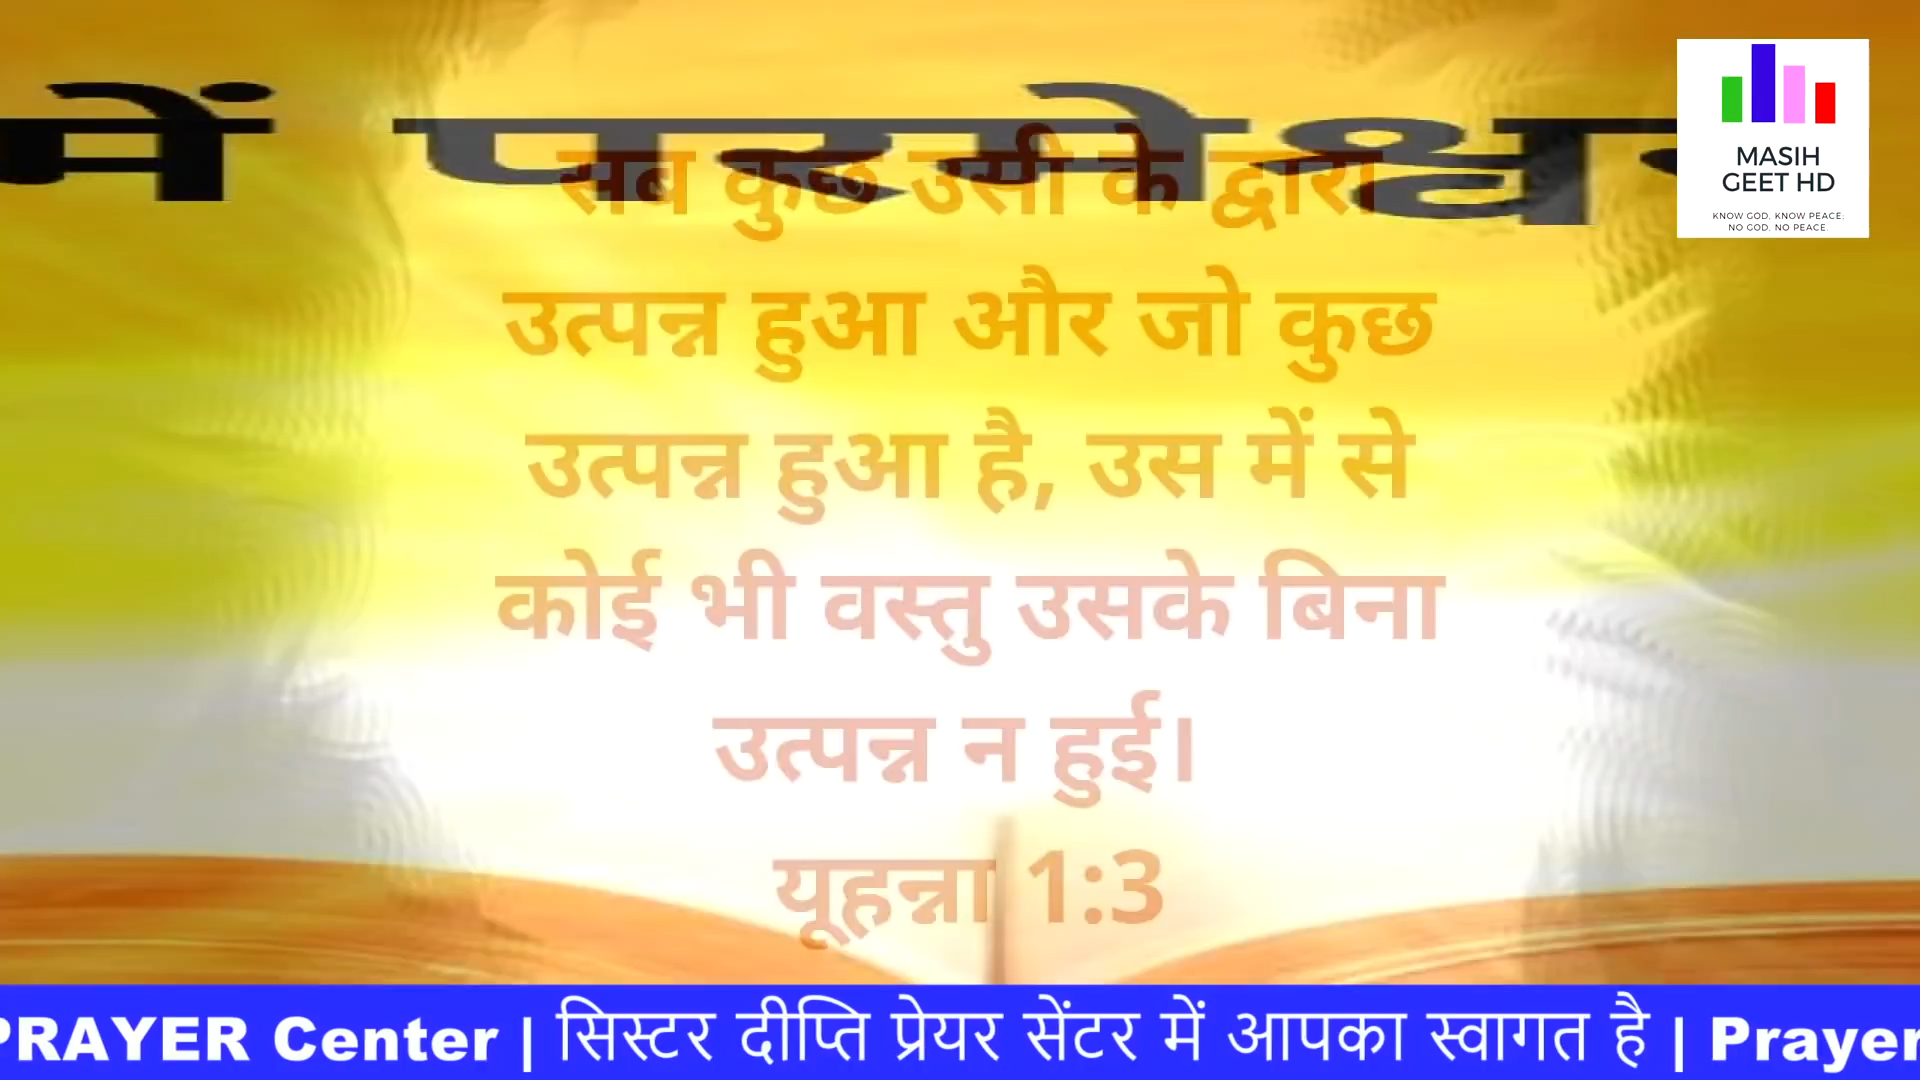 में परमेश्व
MASIH
GEET HD
KNOW GOD. KNOW PEACE.
NO GOD. NO PEACE.
सब कुछ उसी के द्वारा
उत्पन्न हुआ और जो कुछ
उत्पन्न हुआ है, उस में से
कोई भी वस्तु उसके बिना
उत्पन्न न हुई।
यूहन्ना 1:3
PRAYER Center | सिस्टर दीप्ति प्रेयर सेंटर में आपका स्वागत है | Prayer